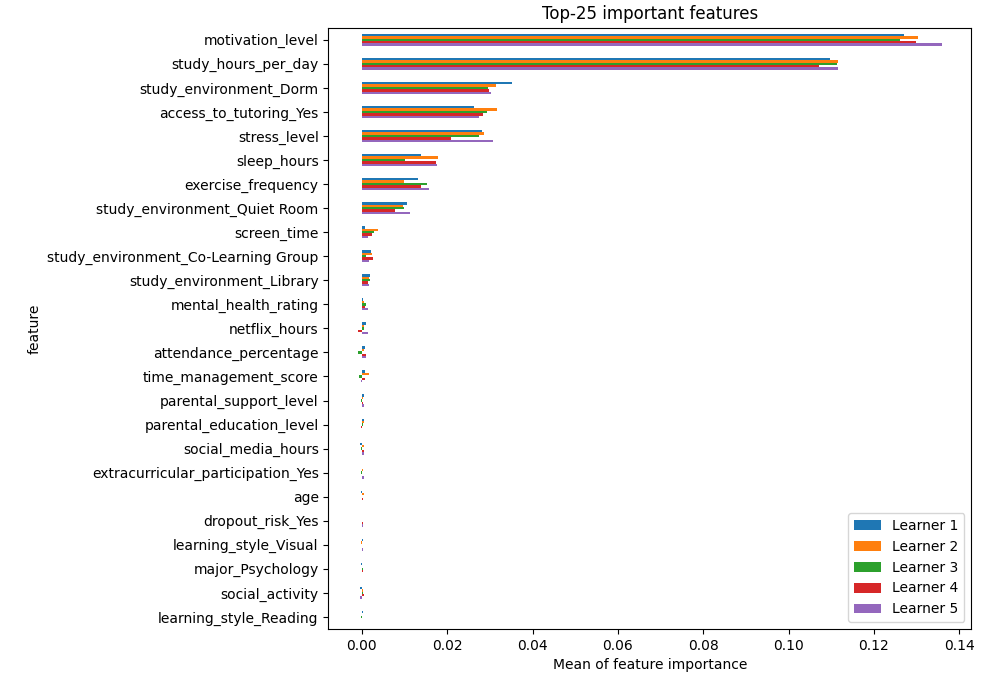 Top-25 important features
motivation_level
study_hours_per_day
study_environment_Dorm
access_to_tutoring_Yes
stress_level
sleep_hours
exercise_frequency
study_environment_Quiet Room
screen_time
study_environment_Co-Learning Group
study_environment_Library
mental_health_rating
netflix_hours
attendance_percentage
time_management_score
parental_support_level
parental_education_level
social_media_hours
extracurricular_participation_Yes
age
dropout_risk_Yes
learning_style_Visual
major_Psychology
social_activity
learning_style_Reading
feature
Learner 1
Learner 2
Learner 3
Learner 4
Learner 5
0.00 0.02 0.04 0.06 0.08 0.10 0.12 0.14
Mean of feature importance